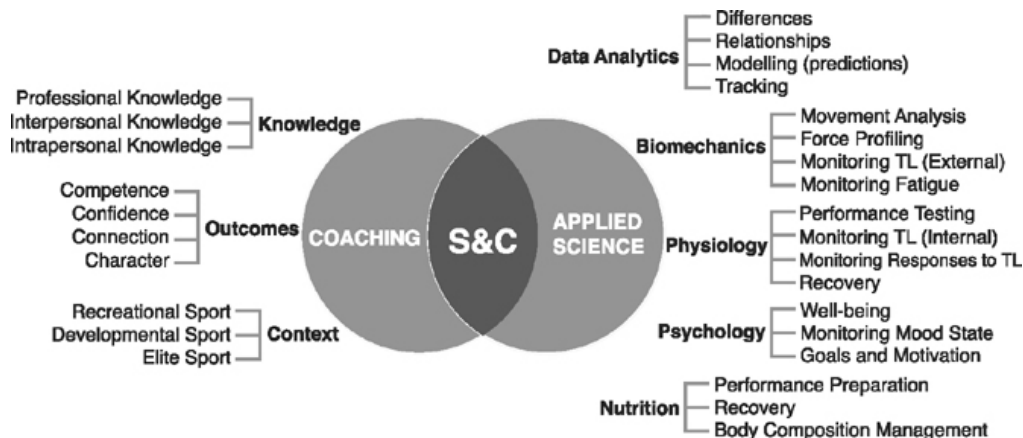 Professional Knowledge
Interpersonal Knowledge
Intrapersonal Knowledge
Knowledge
Competence
Confidence
Connection
Character
Outcomes
Recreational Sport
Developmental Sport
Elite Sport
Context
COACHING
S&C
APPLIED
SCIENCE
Data Analytics
Differences
Relationships
Modelling (predictions)
Tracking
Biomechanics
Movement Analysis
Force Profiling
Monitoring TL (External)
Monitoring Fatigue
Physiology
Performance Testing
Monitoring TL (Internal)
Monitoring Responses to TL
Recovery
Psychology
Well-being
Monitoring Mood State
Goals and Motivation
Nutrition
Performance Preparation
Recovery
Body Composition Management